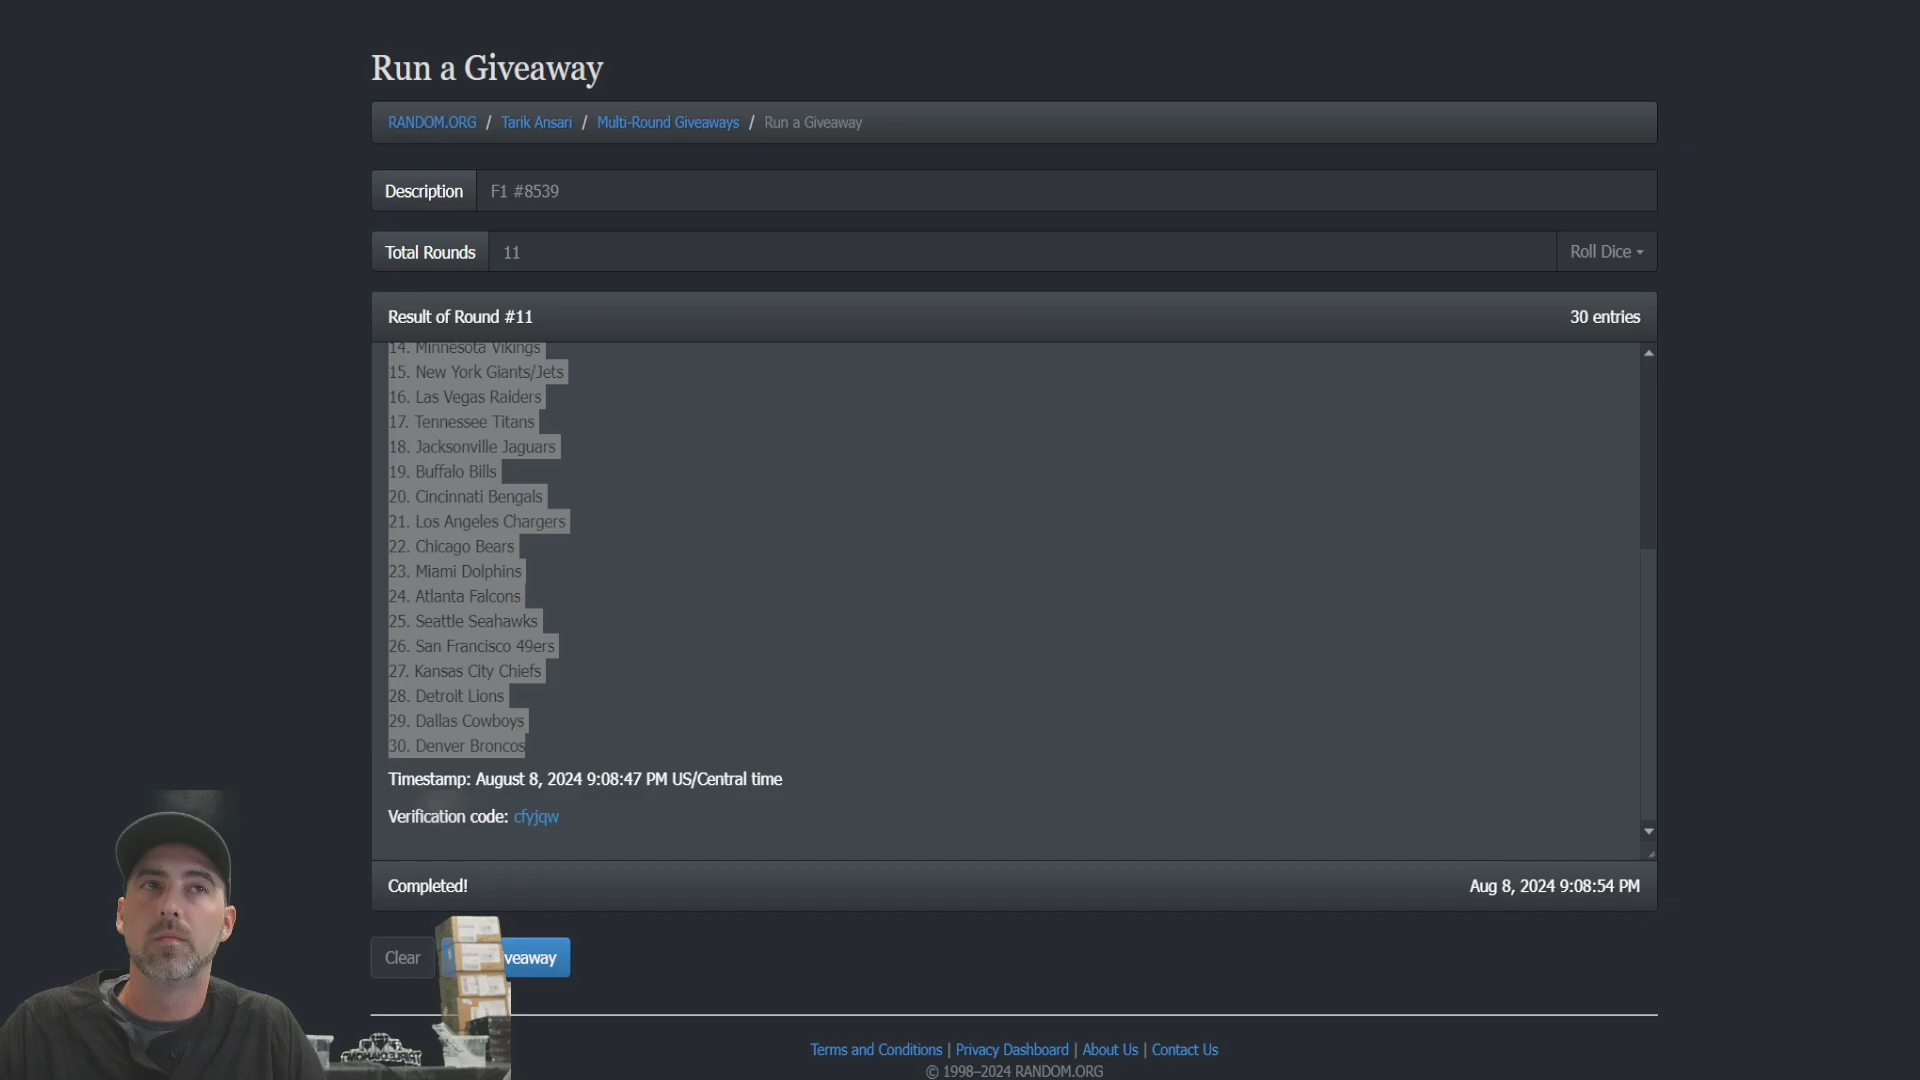 Run a Giveaway
RANDOM.ORG / Tarik Ansari / Multi-Round Giveaways / Run a Giveaway
Description F1 #8539
Total Rounds 11 Roll Dice
Result of Round #11 30 entries
14. Minnesota Vikings
15. New York Giants/Jets
16. Las Vegas Raiders
17. Tennessee Titans
18. Jacksonville Jaguars
19. Buffalo Bills
20. Cincinnati Bengals
21. Los Angeles Chargers
22. Chicago Bears
23. Miami Dolphins
24. Atlanta Falcons
25. Seattle Seahawks
26. San Francisco 49ers
27. Kansas City Chiefs
28. Detroit Lions
29. Dallas Cowboys
30. Denver Broncos
Timestamp: August 8, 2024 9:08:47 PM US/Central time
Verification code: cfyjqw
Completed! Aug 8, 2024 9:08:54 PM
Clear veaway
Terms and Conditions | Privacy Dashboard | About Us | Contact Us
© 1998–2024 RANDOM.ORG